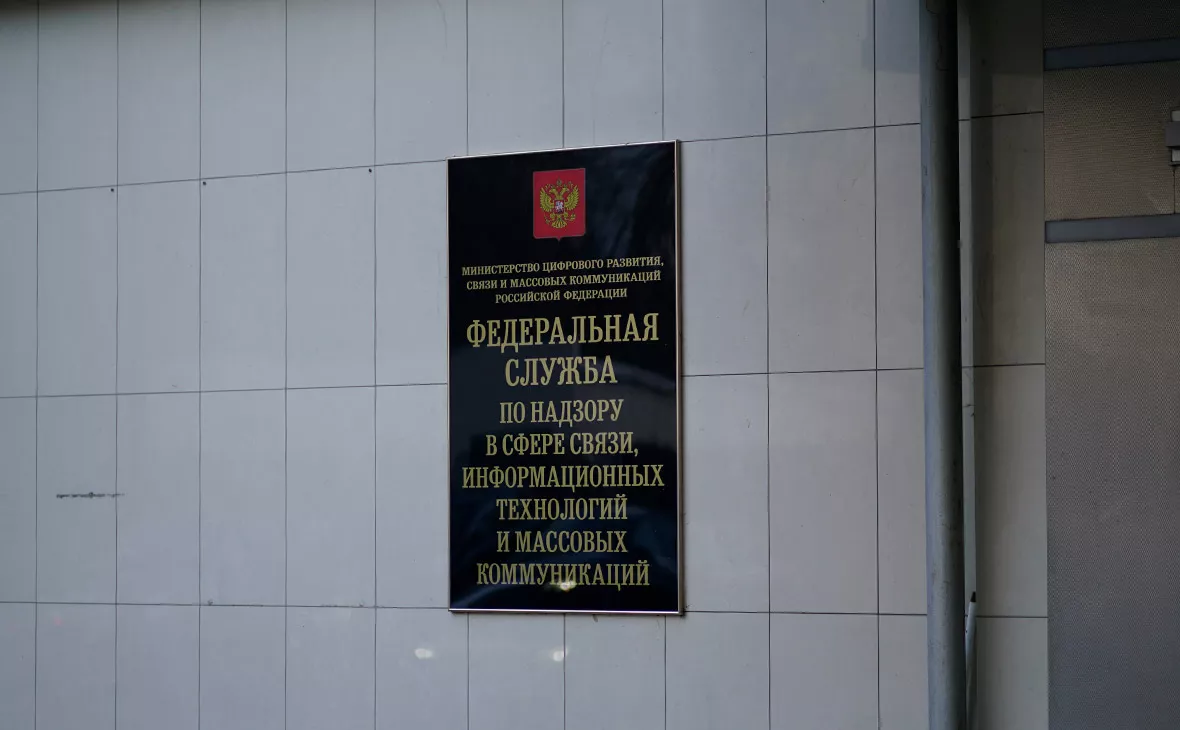 МИНИСТЕРСТВО ЦИФРОВОГО РАЗВИТИЯ,
СВЯЗИ И МАССОВЫХ КОММУНИКАЦИЙ
РОССИЙСКОЙ ФЕДЕРАЦИИ
ФЕДЕРАЛЬНАЯ
СЛУЖБА
ПО НАДЗОРУ
В СФЕРЕ СВЯЗИ,
ИНФОРМАЦИОННЫХ
ТЕХНОЛОГИЙ
И МАССОВЫХ
КОММУНИКАЦИЙ